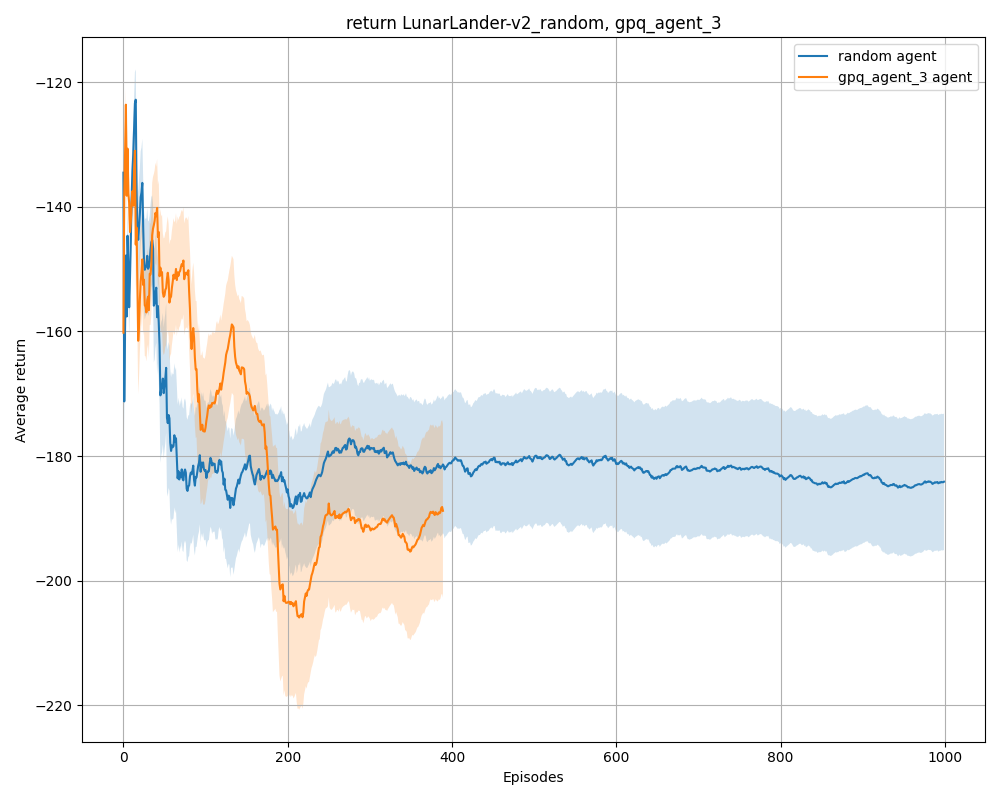 return LunarLander-v2_random, gpq_agent_3
random agent
gpq_agent_3 agent
Average return
−120
−140
−160
−180
−200
−220
0
200
400
600
800
1000
Episodes